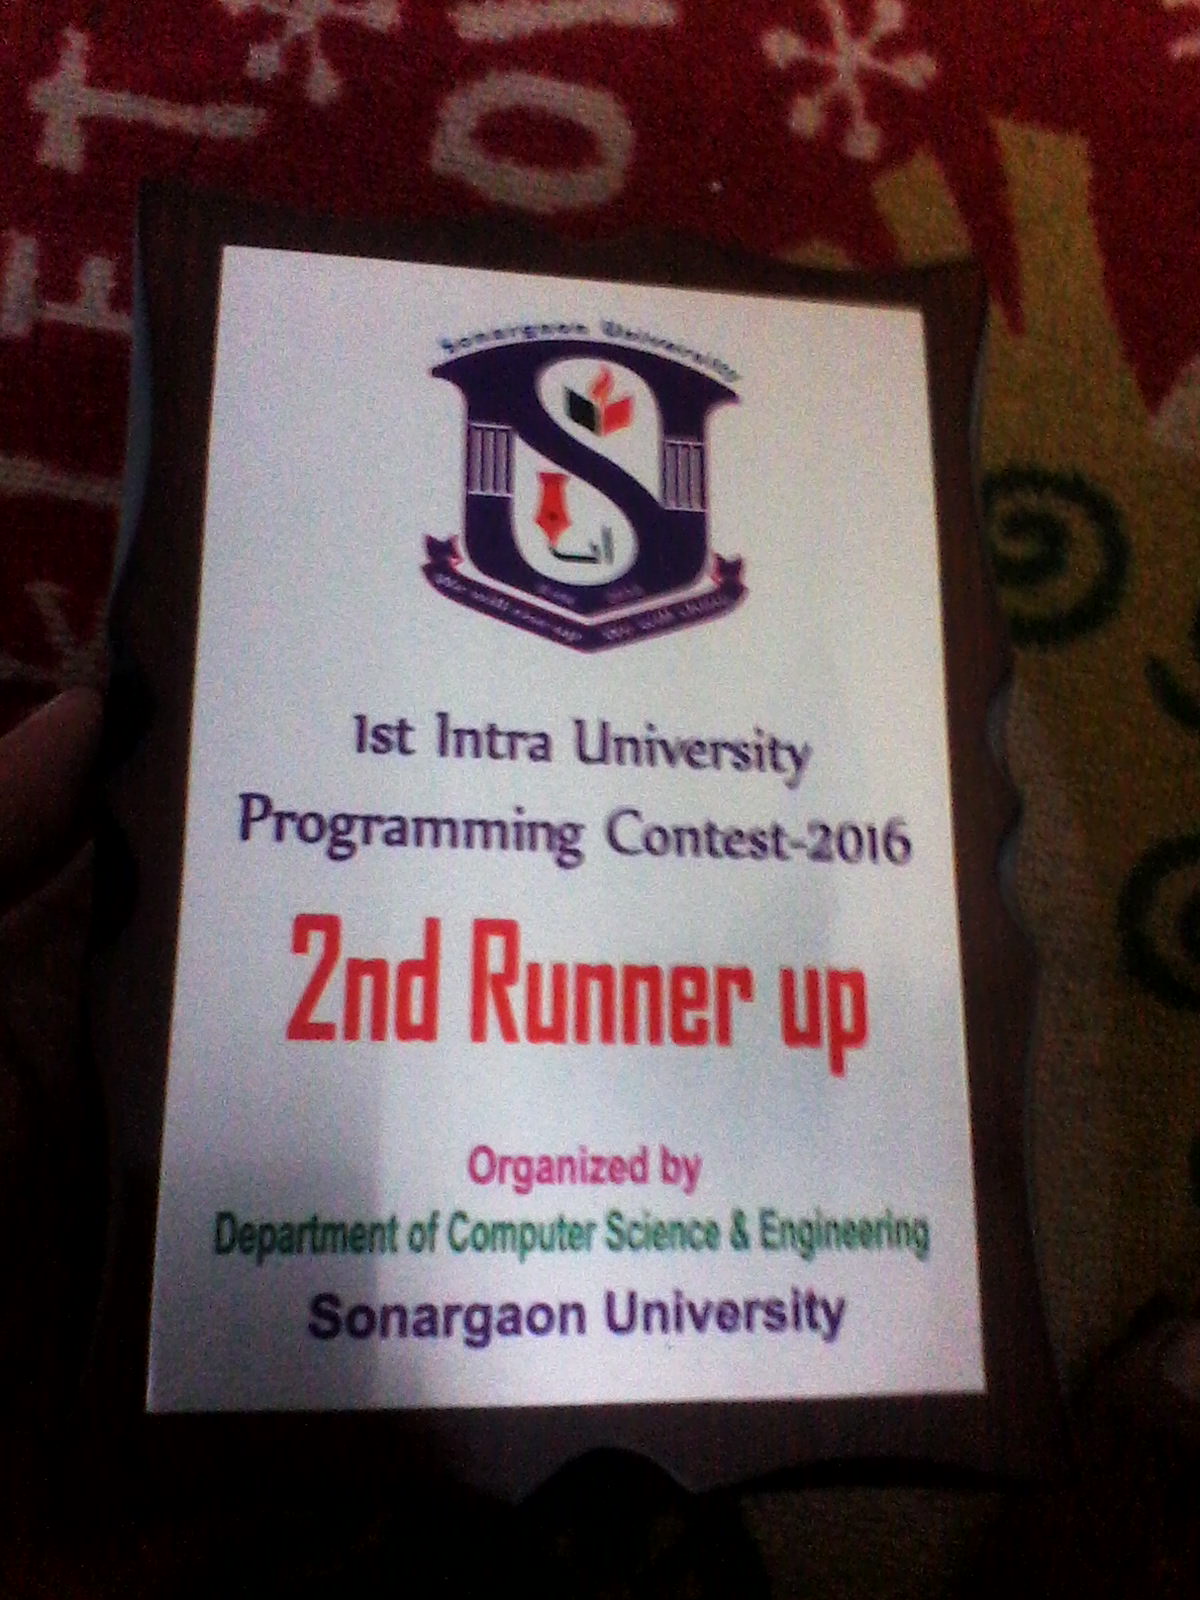 Sonargaon University
1st Intra University
Programming Contest-2016
2nd Runner up
Organized by
Department of Computer Science & Engineering
Sonargaon University